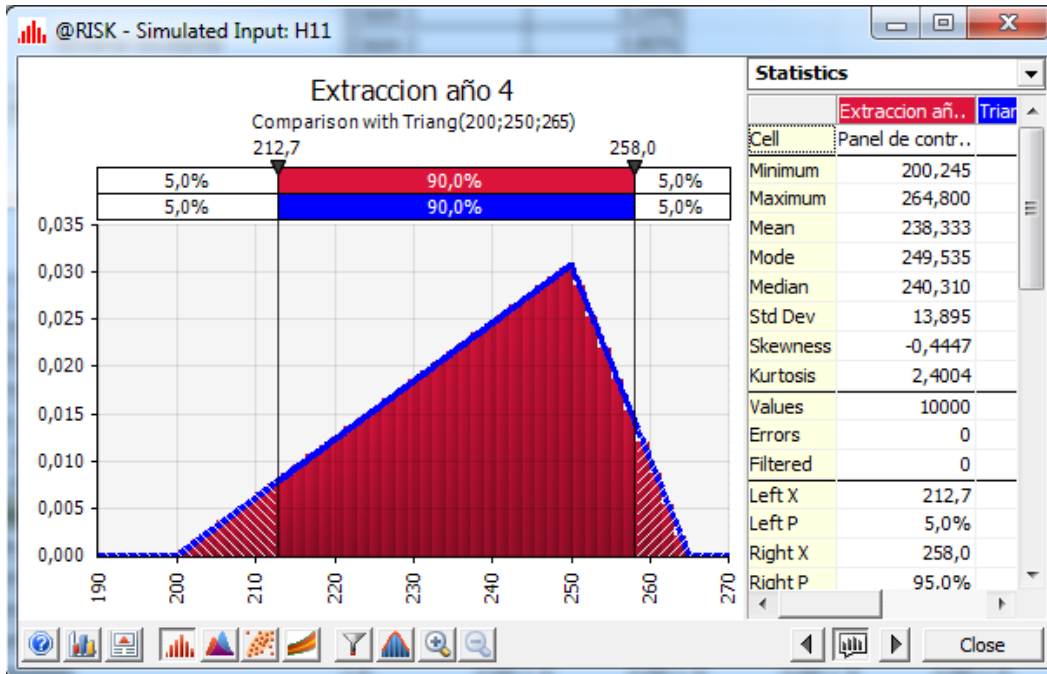 @RISK - Simulated Input: H11
Extraccion año 4
Comparison with Triang(200;250;265)
212,7 258,0
5,0% 90,0% 5,0%
5,0% 90,0% 5,0%
0,035
0,030
0,025
0,020
0,015
0,010
0,005
0,000
190 200 210 220 230 240 250 260 270
Statistics
Extraccion añ.. Triar
Cell Panel de contr..
Minimum 200,245
Maximum 264,800
Mean 238,333
Mode 249,535
Median 240,310
Std Dev 13,895
Skewness -0,4447
Kurtosis 2,4004
Values 10000
Errors 0
Filtered 0
Left X 212,7
Left P 5,0%
Right X 258,0
Right P 95,0%
Close